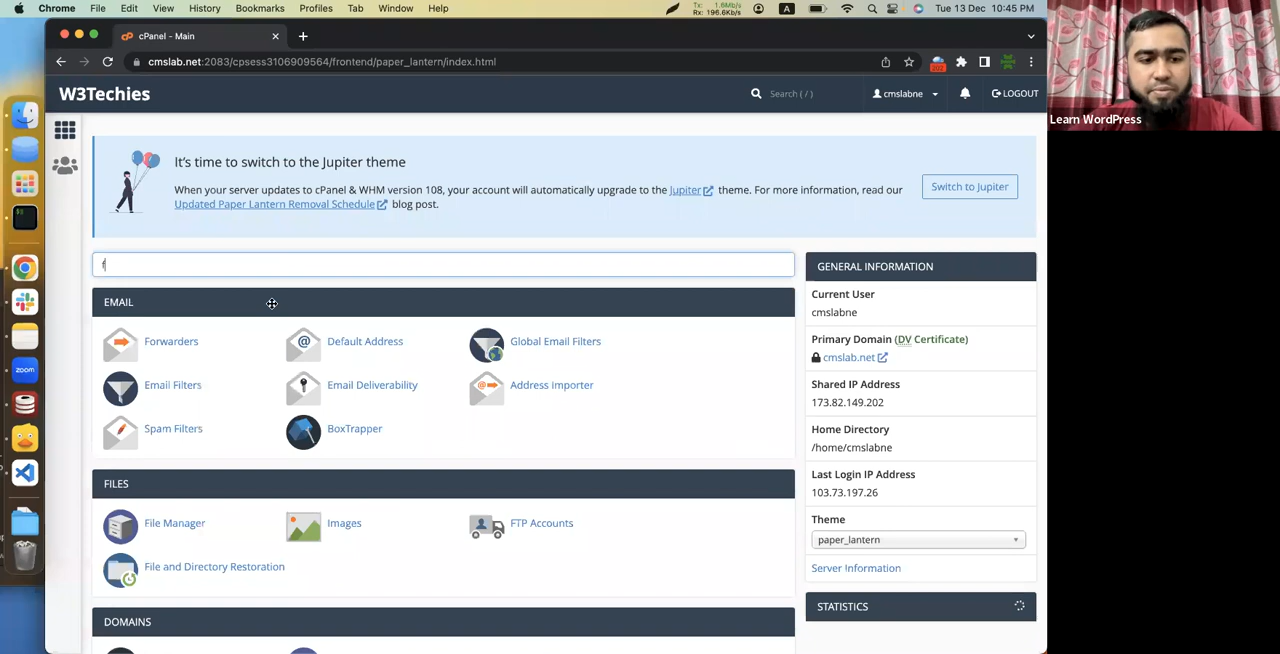 Chrome File Edit View History Bookmarks Profiles Tab Window Help
Tx: 1.6Mb/s
Rx: 196.6Kb/s
A
Tue 13 Dec 10:45 PM
cPanel - Main
cmslab.net:2083/cpsess3106909564/frontend/paper_lantern/index.html
W3Techies
Search ( / )
cmslabne
LOGOUT
Learn WordPress
It’s time to switch to the Jupiter theme
When your server updates to cPanel & WHM version 108, your account will automatically upgrade to the Jupiter theme. For more information, read our
Updated Paper Lantern Removal Schedule blog post.
Switch to Jupiter
f
EMAIL
Forwarders
Default Address
Global Email Filters
Email Filters
Email Deliverability
Address Importer
Spam Filters
BoxTrapper
FILES
File Manager
Images
FTP Accounts
File and Directory Restoration
DOMAINS
GENERAL INFORMATION
Current User
cmslabne
Primary Domain (DV Certificate)
cmslab.net
Shared IP Address
173.82.149.202
Home Directory
/home/cmslabne
Last Login IP Address
103.73.197.26
Theme
paper_lantern
Server Information
STATISTICS
zoom